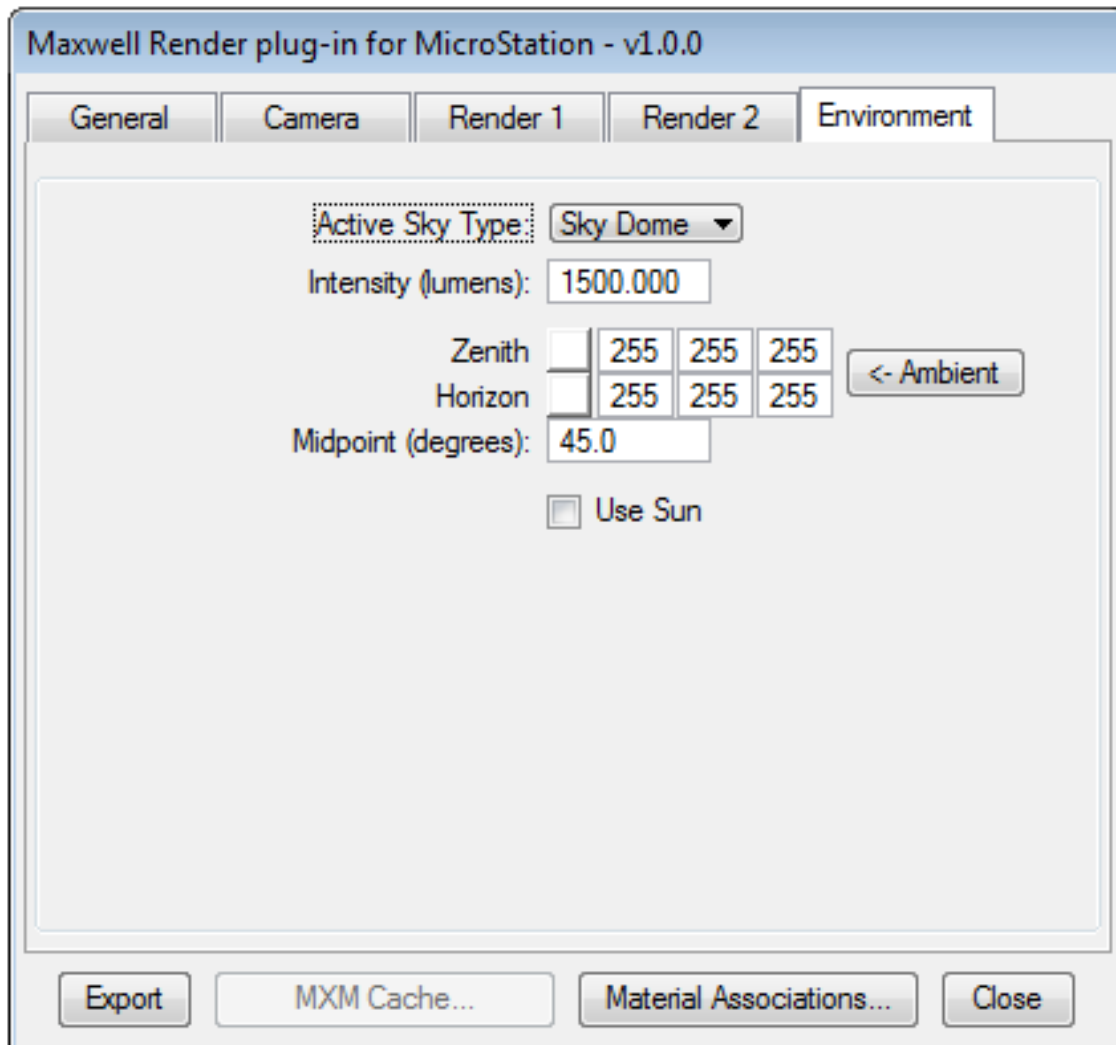 Maxwell Render plug-in for MicroStation - v1.0.0
General Camera Render 1 Render 2 Environment
Active Sky Type: Sky Dome
Intensity (lumens): 1500.000
Zenith 255 255 255
<- Ambient
Horizon 255 255 255
Midpoint (degrees): 45.0
Use Sun
Export MXM Cache... Material Associations... Close